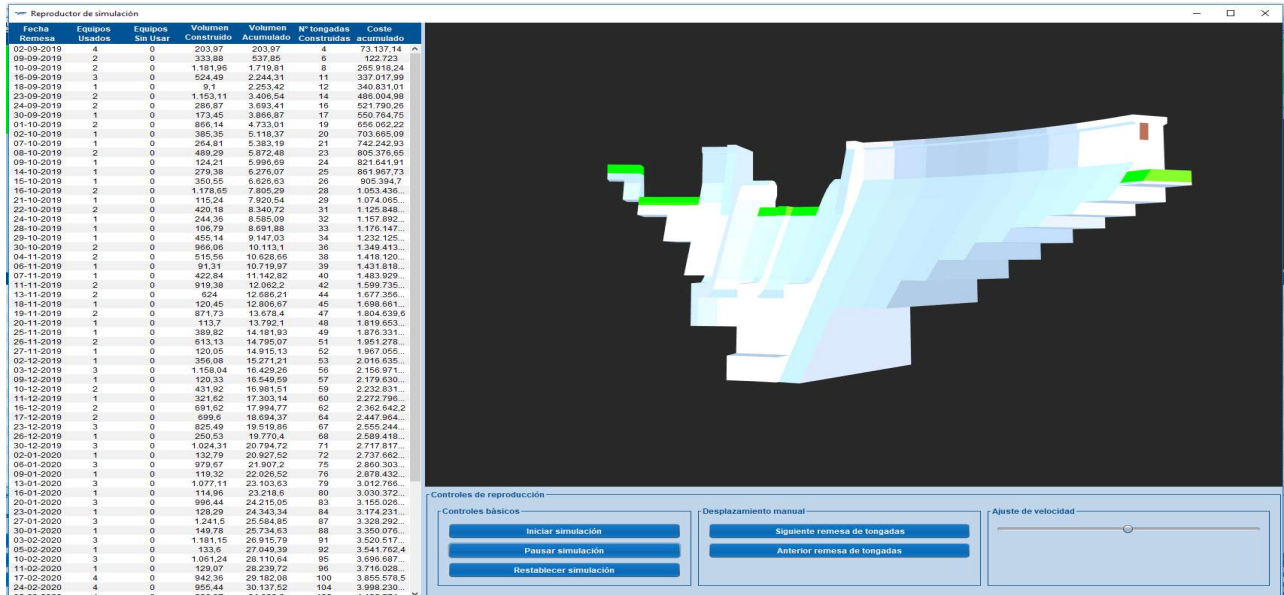 Reproductor de simulación
Fecha Remesa Equipos Usados Equipos Sin Usar Volumen Construido Volumen Acumulado Nº tongadas Construidas Coste acumulado
02-09-2019 4 0 203,97 203,97 4 73.137,14
09-09-2019 2 0 333,88 537,85 6 122.723
10-09-2019 2 0 1.181,96 1.719,81 8 265.918,24
16-09-2019 3 0 524,49 2.244,31 11 337.017,99
18-09-2019 1 0 9,1 2.253,42 12 340.831,01
23-09-2019 2 0 1.153,11 3.406,54 14 486.004,98
24-09-2019 2 0 286,87 3.693,41 16 521.790,26
30-09-2019 1 0 173,45 3.866,87 17 550.764,75
01-10-2019 2 0 866,14 4.733,01 19 656.062,22
02-10-2019 1 0 385,35 5.118,37 20 703.665,09
07-10-2019 1 0 264,81 5.383,19 21 742.242,93
08-10-2019 2 0 489,29 5.872,48 23 805.376,65
09-10-2019 1 0 124,21 5.996,69 24 821.641,91
14-10-2019 1 0 279,38 6.276,07 25 861.967,73
15-10-2019 1 0 350,55 6.626,63 26 905.394,7
16-10-2019 2 0 1.178,65 7.805,29 28 1.053.436...
21-10-2019 1 0 115,24 7.920,54 29 1.074.065...
22-10-2019 2 0 420,18 8.340,72 31 1.125.848...
24-10-2019 1 0 244,36 8.585,09 32 1.157.892...
28-10-2019 1 0 106,79 8.691,88 33 1.176.147...
29-10-2019 1 0 455,14 9.147,03 34 1.232.125...
30-10-2019 2 0 966,06 10.113,1 36 1.349.413...
04-11-2019 2 0 515,56 10.628,66 38 1.418.120...
06-11-2019 1 0 91,31 10.719,97 39 1.431.818...
07-11-2019 1 0 422,84 11.142,82 40 1.483.929...
11-11-2019 2 0 919,38 12.062,2 42 1.599.735...
13-11-2019 2 0 624 12.686,21 44 1.677.356...
18-11-2019 1 0 120,45 12.806,67 45 1.698.661...
19-11-2019 2 0 871,73 13.678,4 47 1.804.639,6
20-11-2019 1 0 113,7 13.792,1 48 1.819.653...
25-11-2019 1 0 389,82 14.181,93 49 1.876.331...
26-11-2019 2 0 613,13 14.795,07 51 1.951.278...
27-11-2019 1 0 120,05 14.915,13 52 1.967.055...
02-12-2019 1 0 356,08 15.271,21 53 2.016.635...
03-12-2019 3 0 1.158,04 16.429,26 56 2.156.971...
09-12-2019 1 0 120,33 16.549,59 57 2.179.630...
10-12-2019 2 0 431,92 16.981,51 59 2.232.831...
11-12-2019 1 0 321,62 17.303,14 60 2.272.796...
16-12-2019 2 0 691,62 17.994,77 62 2.362.642,2
17-12-2019 2 0 699,6 18.694,37 64 2.447.964...
23-12-2019 3 0 825,49 19.519,86 67 2.555.244...
26-12-2019 1 0 250,53 19.770,4 68 2.589.418...
30-12-2019 3 0 1.024,31 20.794,72 71 2.717.817...
02-01-2020 1 0 132,79 20.927,52 72 2.737.662...
06-01-2020 3 0 979,67 21.907,2 75 2.860.303...
09-01-2020 1 0 119,32 22.026,52 76 2.878.432...
13-01-2020 3 0 1.077,11 23.103,63 79 3.012.766...
16-01-2020 1 0 114,96 23.218,6 80 3.030.372...
20-01-2020 3 0 996,44 24.215,05 83 3.155.026...
23-01-2020 1 0 128,29 24.343,34 84 3.174.231...
27-01-2020 3 0 1.241,5 25.584,85 87 3.328.292...
30-01-2020 1 0 149,78 25.734,63 88 3.350.076...
03-02-2020 3 0 1.181,15 26.915,79 91 3.520.517...
05-02-2020 1 0 133,6 27.049,39 92 3.541.762,4
10-02-2020 3 0 1.061,24 28.110,64 95 3.696.687...
11-02-2020 1 0 129,07 28.239,72 96 3.716.028...
17-02-2020 4 0 942,36 29.182,08 100 3.855.578,5
24-02-2020 4 0 955,44 30.137,52 104 3.998.230...
Controles de reproducción
Controles básicos
Iniciar simulación
Pausar simulación
Restablecer simulación
Desplazamiento manual
Siguiente remesa de tongadas
Anterior remesa de tongadas
Ajuste de velocidad